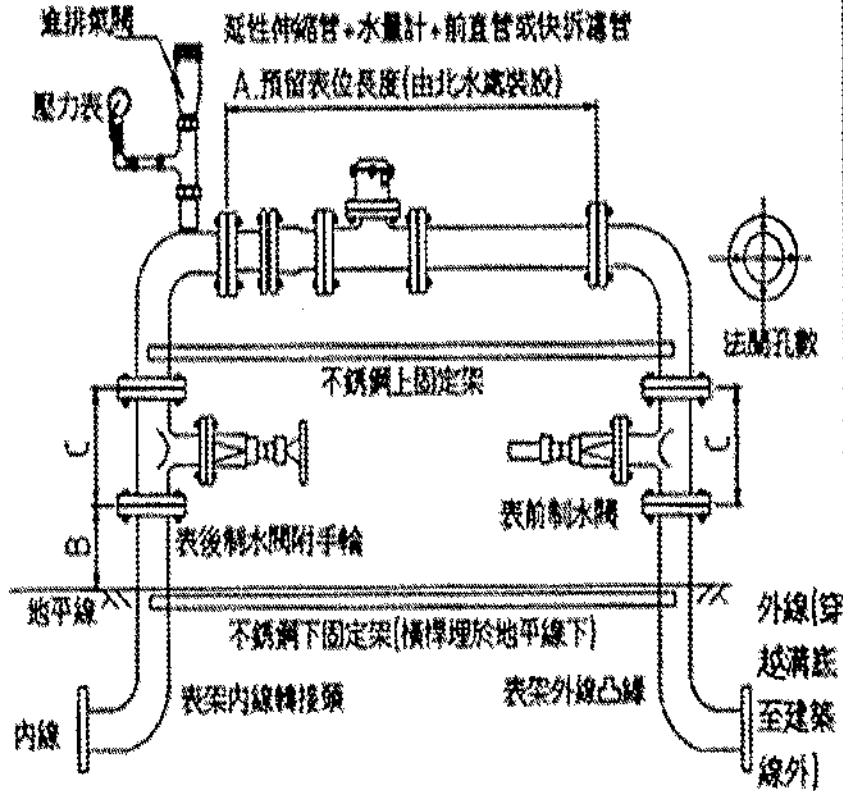 進排氣閥
延性伸縮管+水量計+前直管或快拆濾管
A.預留表位長度(由北水處裝設)
壓力表
法蘭孔數
不銹鋼上固定架
C
C
表後制水閥附手輪
表前制水閥
B
地平線
不銹鋼下固定架(橫桿埋於地平線下)
外線(穿
越溝底
至建築
線外)
表架內線轉接頭
表架外線凸緣
內線